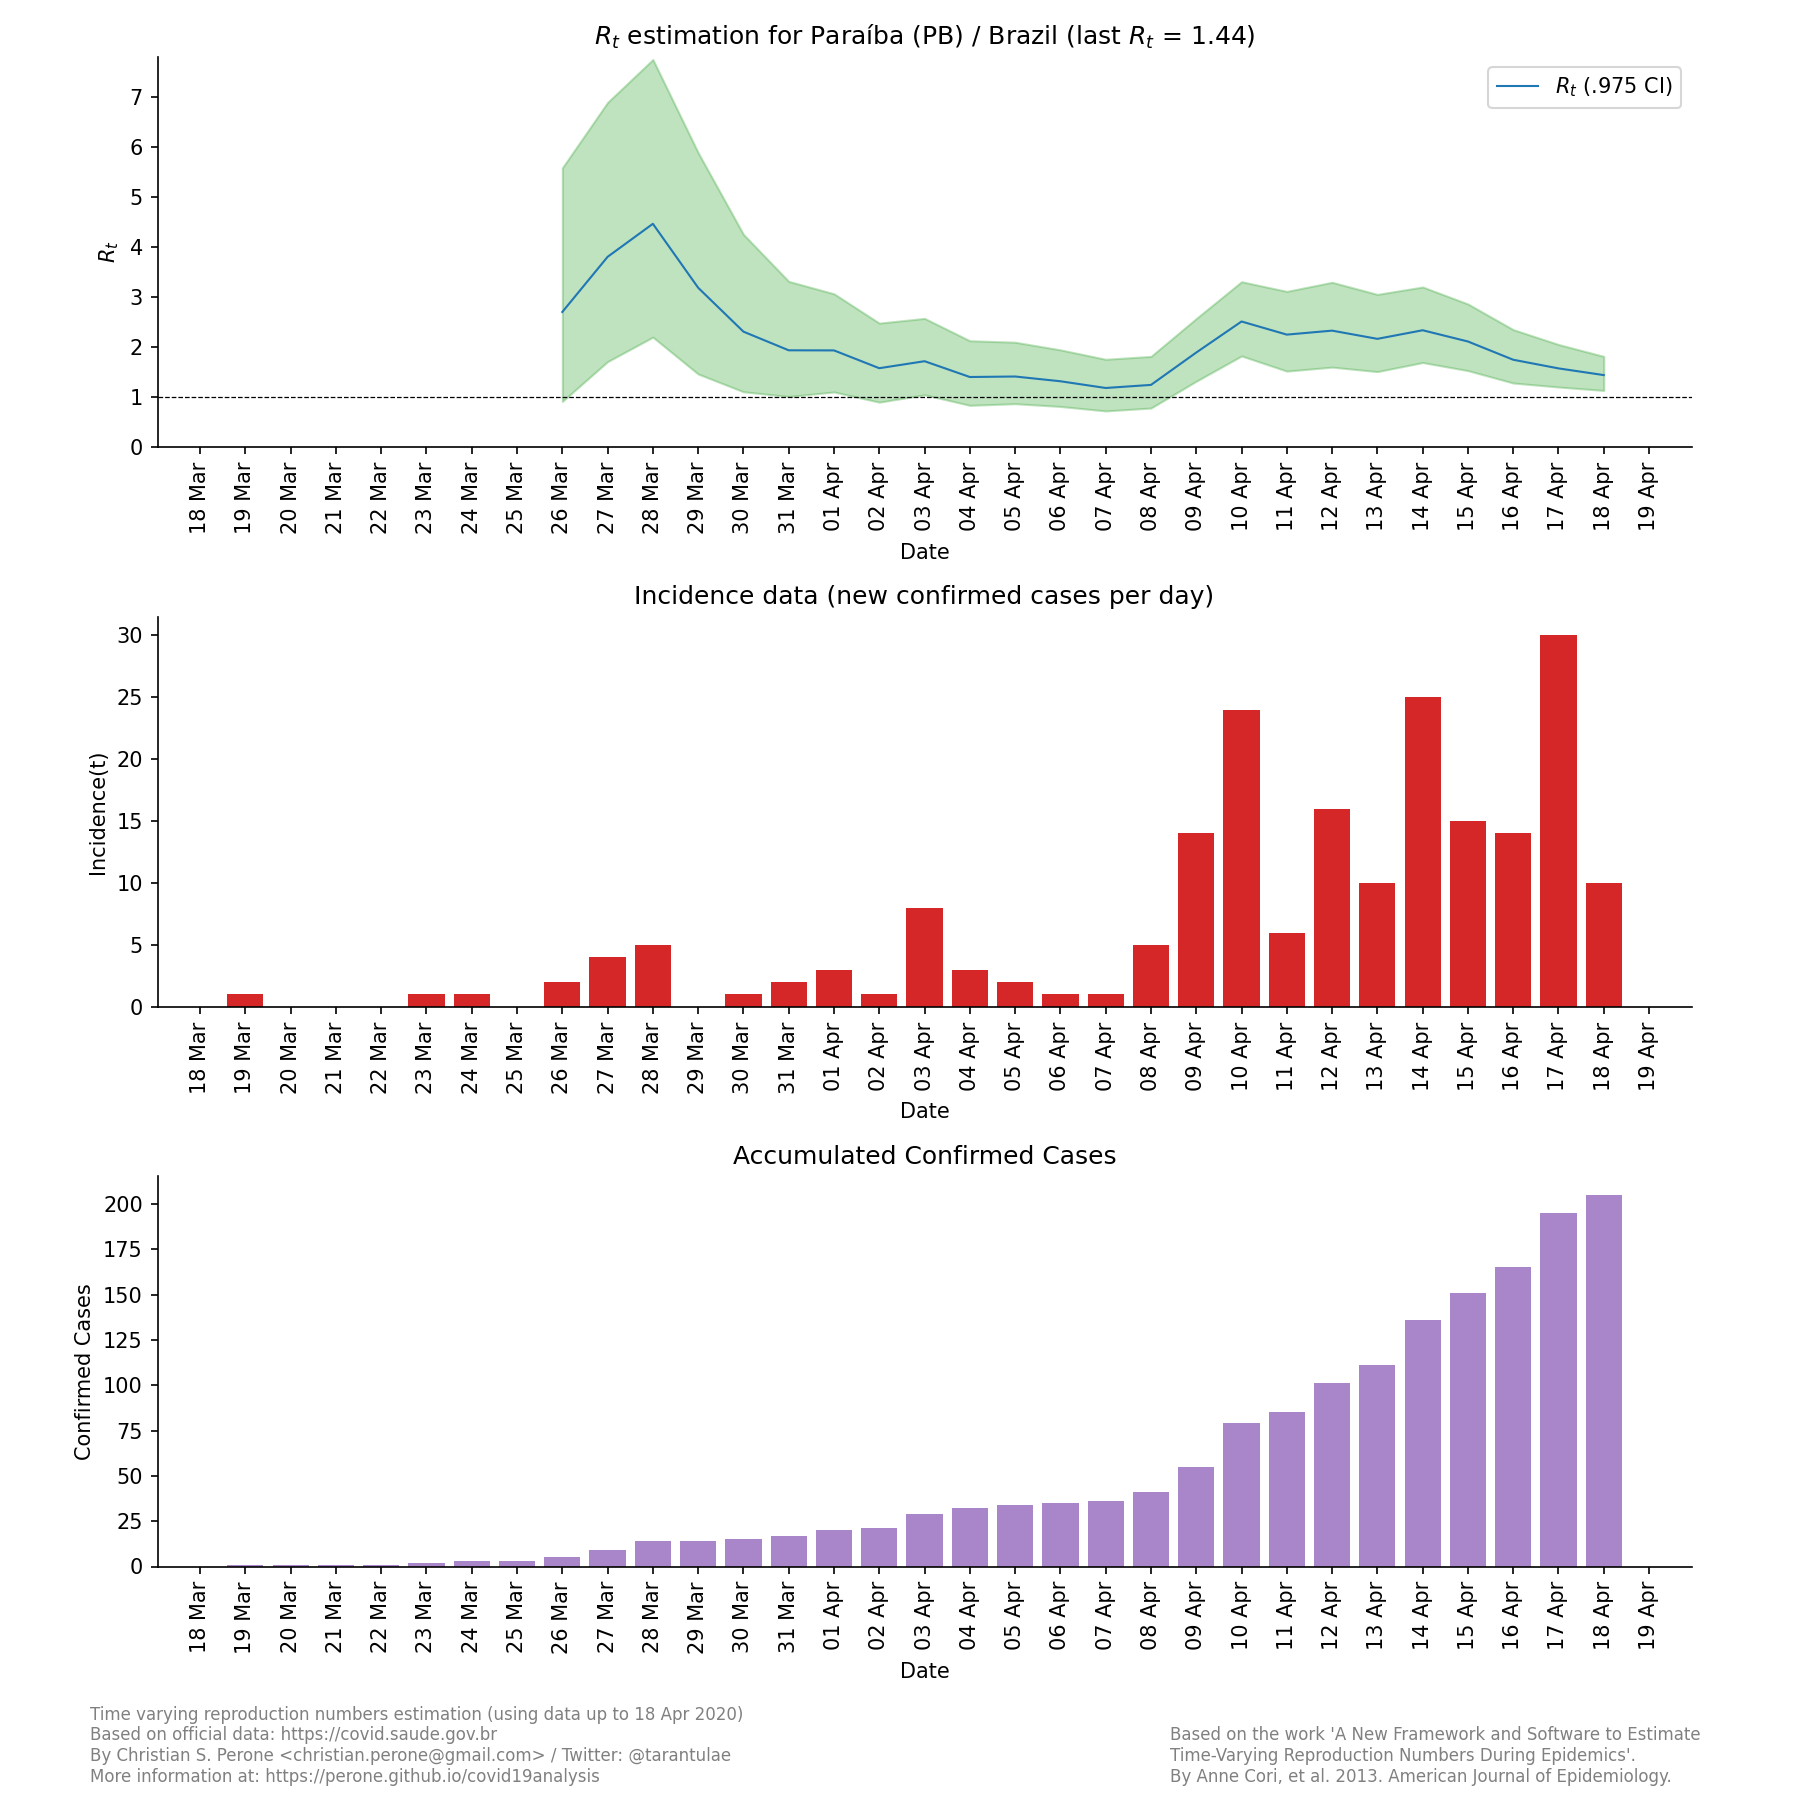 Rt estimation for Paraíba (PB) / Brazil (last Rt = 1.44)
Rt (.975 CI)
Rt
7
6
5
4
3
2
1
0
18 Mar 19 Mar 20 Mar 21 Mar 22 Mar 23 Mar 24 Mar 25 Mar 26 Mar 27 Mar 28 Mar 29 Mar 30 Mar 31 Mar 01 Apr 02 Apr 03 Apr 04 Apr 05 Apr 06 Apr 07 Apr 08 Apr 09 Apr 10 Apr 11 Apr 12 Apr 13 Apr 14 Apr 15 Apr 16 Apr 17 Apr 18 Apr 19 Apr
Date
Incidence data (new confirmed cases per day)
Incidence(t)
30
25
20
15
10
5
0
18 Mar 19 Mar 20 Mar 21 Mar 22 Mar 23 Mar 24 Mar 25 Mar 26 Mar 27 Mar 28 Mar 29 Mar 30 Mar 31 Mar 01 Apr 02 Apr 03 Apr 04 Apr 05 Apr 06 Apr 07 Apr 08 Apr 09 Apr 10 Apr 11 Apr 12 Apr 13 Apr 14 Apr 15 Apr 16 Apr 17 Apr 18 Apr 19 Apr
Date
Accumulated Confirmed Cases
Confirmed Cases
200
175
150
125
100
75
50
25
0
18 Mar 19 Mar 20 Mar 21 Mar 22 Mar 23 Mar 24 Mar 25 Mar 26 Mar 27 Mar 28 Mar 29 Mar 30 Mar 31 Mar 01 Apr 02 Apr 03 Apr 04 Apr 05 Apr 06 Apr 07 Apr 08 Apr 09 Apr 10 Apr 11 Apr 12 Apr 13 Apr 14 Apr 15 Apr 16 Apr 17 Apr 18 Apr 19 Apr
Date
Time varying reproduction numbers estimation (using data up to 18 Apr 2020)
Based on official data: https://covid.saude.gov.br
By Christian S. Perone <christian.perone@gmail.com> / Twitter: @tarantulae
More information at: https://perone.github.io/covid19analysis
Based on the work 'A New Framework and Software to Estimate
Time-Varying Reproduction Numbers During Epidemics'.
By Anne Cori, et al. 2013. American Journal of Epidemiology.